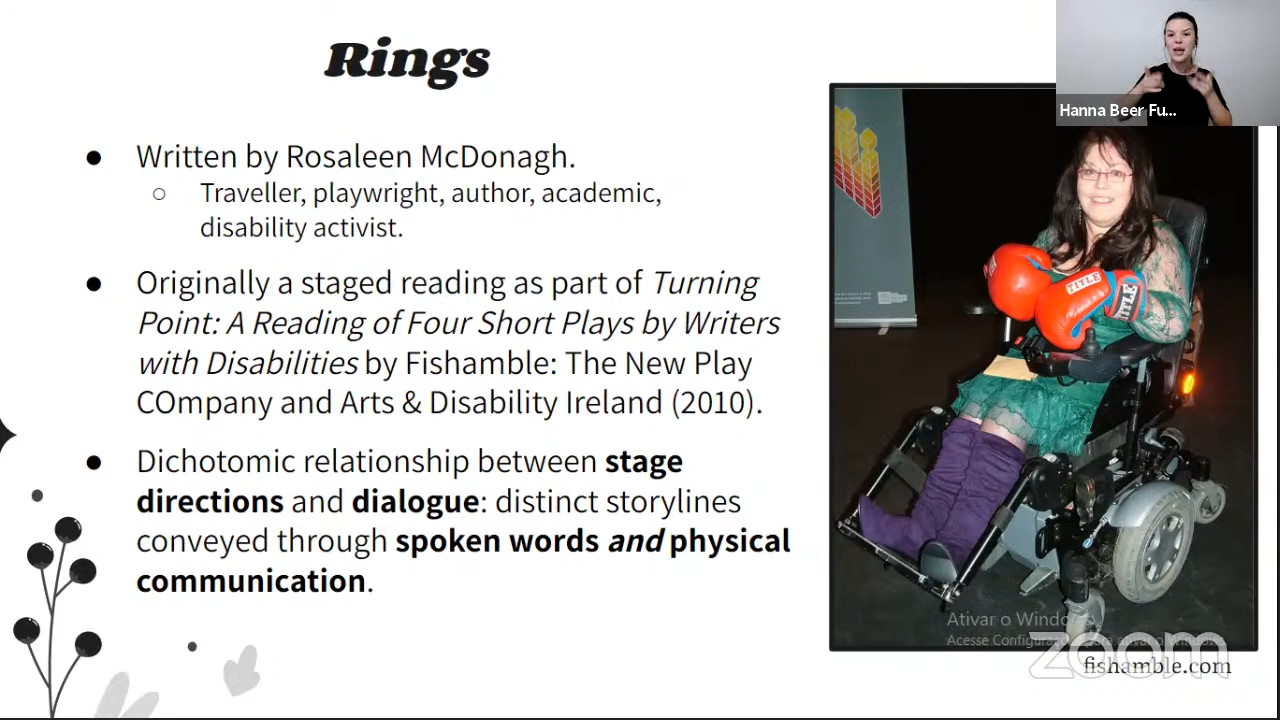 Rings
Hanna Beer Fu...
● Written by Rosaleen McDonagh.
○ Traveller, playwright, author, academic,
disability activist.
● Originally a staged reading as part of Turning
Point: A Reading of Four Short Plays by Writers
with Disabilities by Fishamble: The New Play
COmpany and Arts & Disability Ireland (2010).
● Dichotomic relationship between stage
directions and dialogue: distinct storylines
conveyed through spoken words and physical
communication.
TITLE
TITLE
Ativar o Windows
zoom
fishamble.com